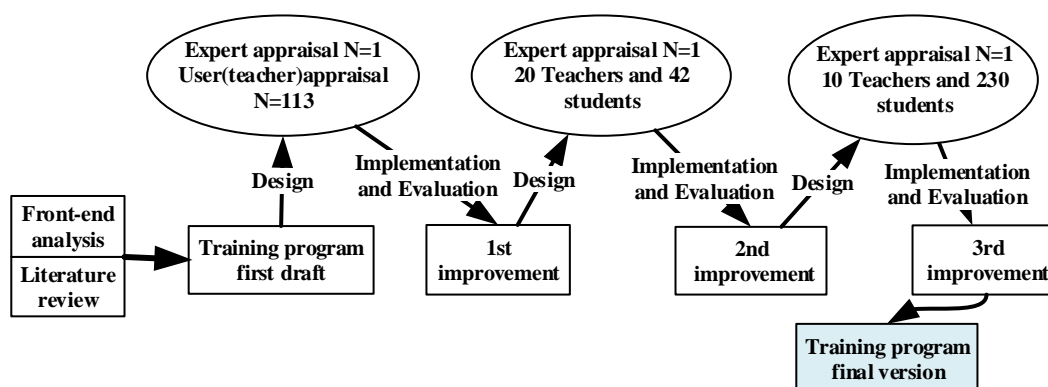 Expert appraisal N=1
User(teacher)appraisal
N=113
Expert appraisal N=1
20 Teachers and 42
students
Expert appraisal N=1
10 Teachers and 230
students
Design
Implementation
and Evaluation
Design
Implementation
and Evaluation
Design
Implementation
and Evaluation
Front-end
analysis
Literature
review
Training program
first draft
1st
improvement
2nd
improvement
3rd
improvement
Training program
final version